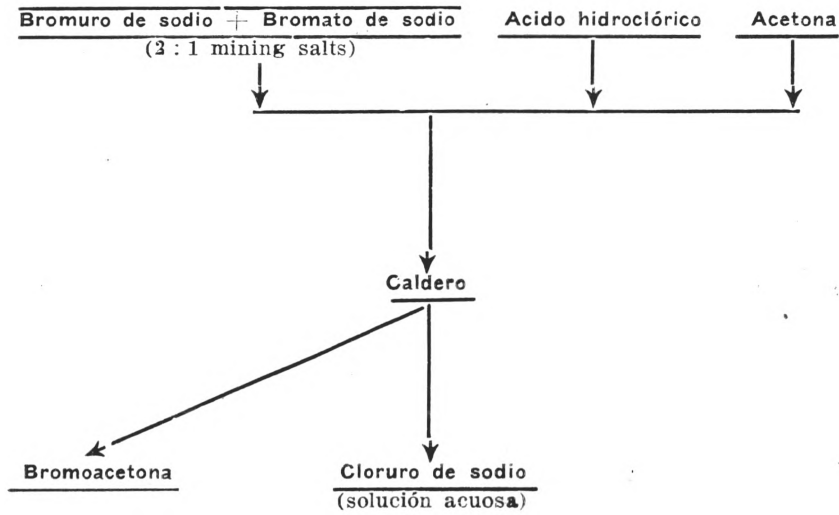 Bromuro de sodio + Bromato de sodio
(2 : 1 mining salts)
Acido hidroclórico
Acetona
Caldero
Bromoacetona
Cloruro de sodio
(solución acuosa)